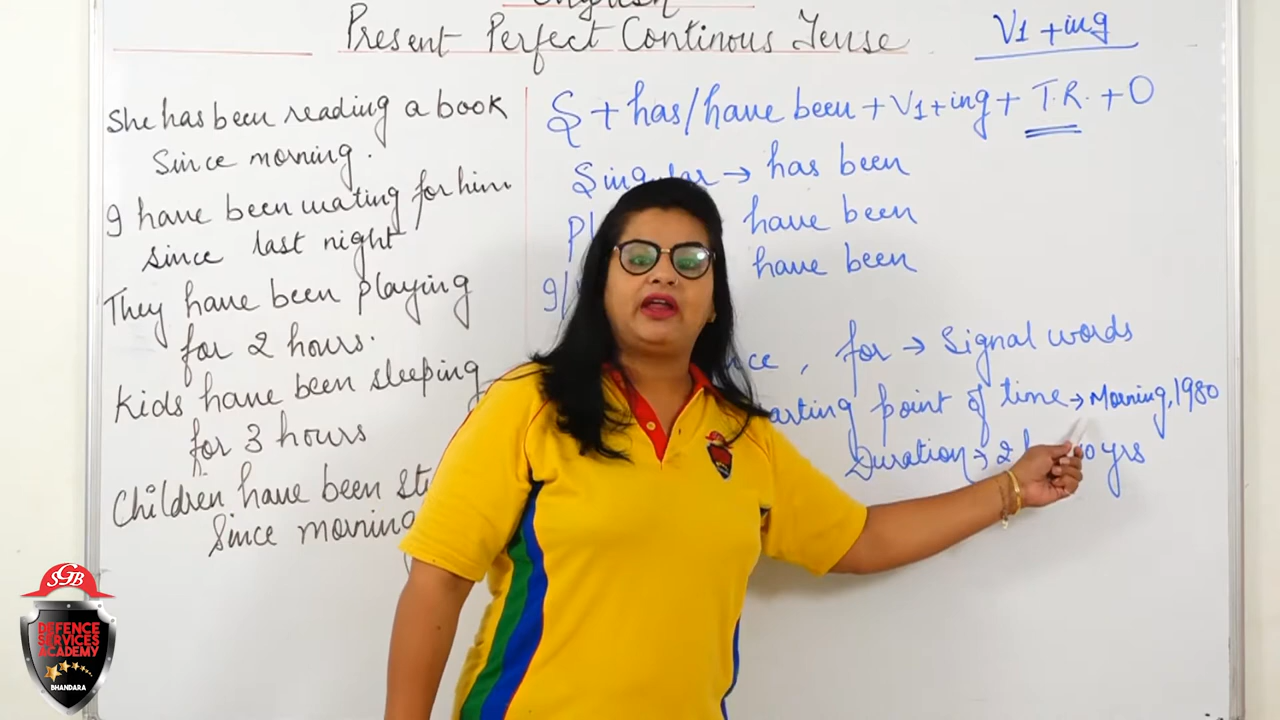 English
Present Perfect Continous Tense
V1 + ing
She has been reading a book
Since morning.
I have been wating for him
since last night
They have been playing
for 2 hours.
Kids have been sleeping
for 3 hours
Children have been
Since morning
S + has/have been + V1 + ing + T.R. + O
Singular → has been
have been
have been
, for → Signal words
point of time → Morning, 1980
Duration → 2 yrs
SGB
DEFENCE
SERVICES
ACADEMY
BHANDARA